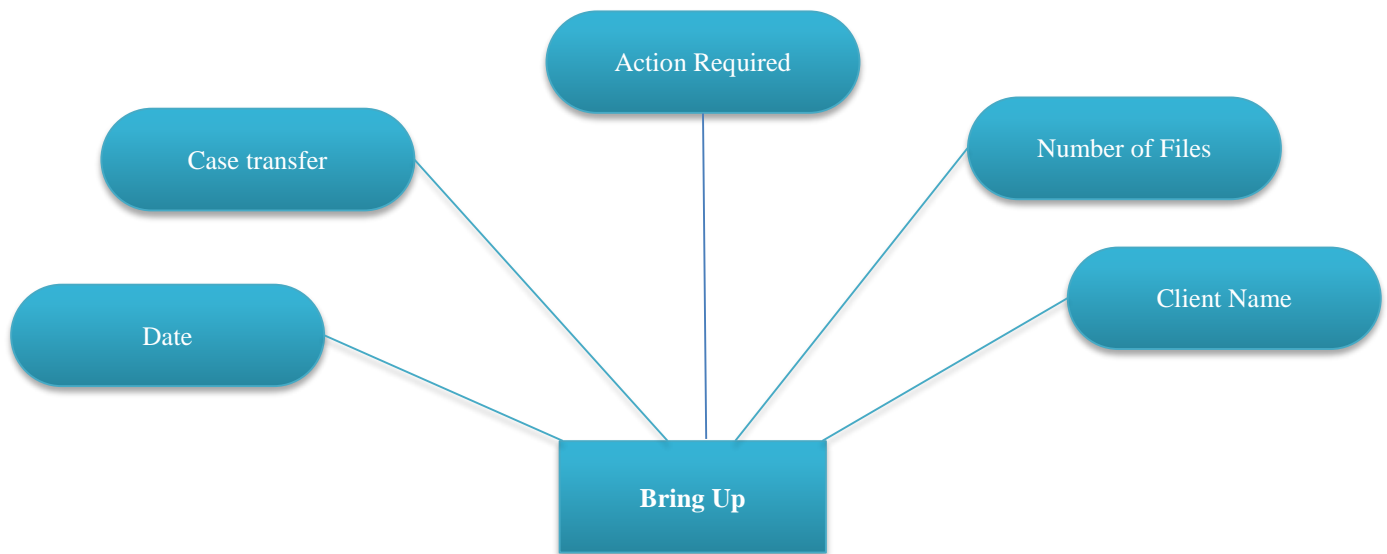 Action Required
Case transfer
Number of Files
Date
Client Name
Bring Up